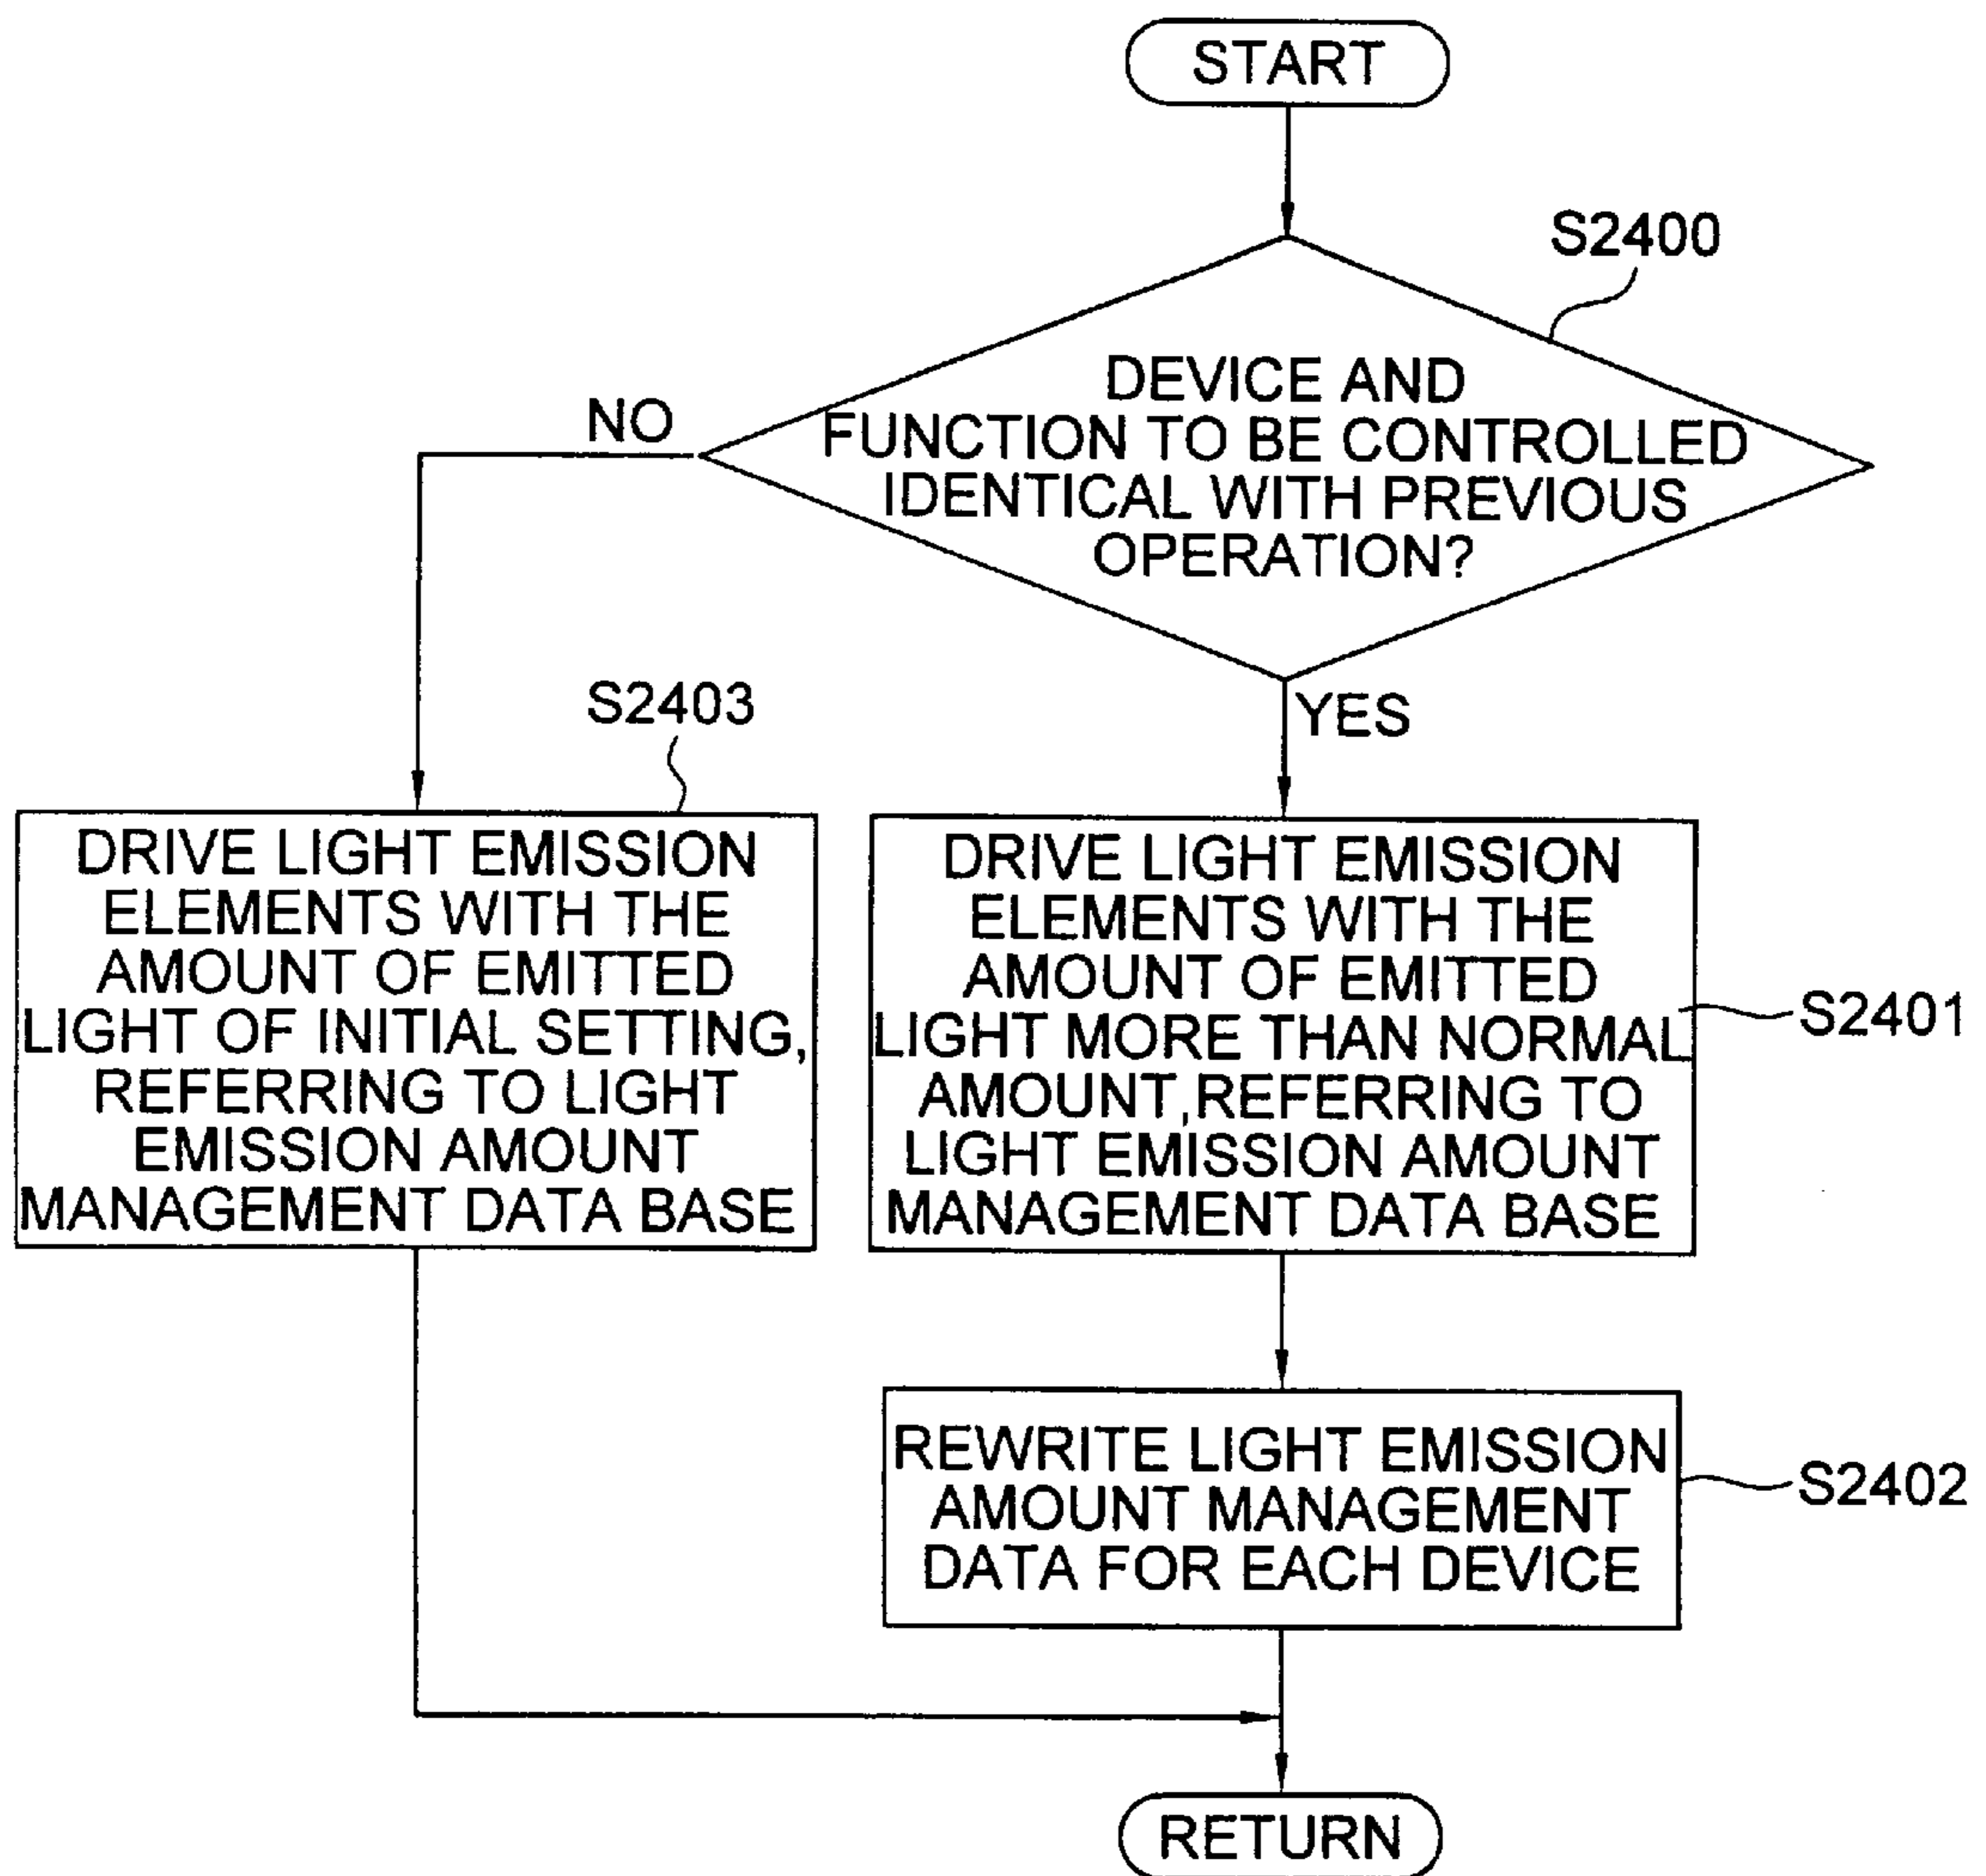 START
S2400
DEVICE AND
FUNCTION TO BE CONTROLLED
IDENTICAL WITH PREVIOUS
OPERATION?
NO
YES
S2403
DRIVE LIGHT EMISSION
ELEMENTS WITH THE
AMOUNT OF EMITTED
LIGHT OF INITIAL SETTING,
REFERRING TO LIGHT
EMISSION AMOUNT
MANAGEMENT DATA BASE
DRIVE LIGHT EMISSION
ELEMENTS WITH THE
AMOUNT OF EMITTED
LIGHT MORE THAN NORMAL
AMOUNT, REFERRING TO
LIGHT EMISSION AMOUNT
MANAGEMENT DATA BASE
S2401
REWRITE LIGHT EMISSION
AMOUNT MANAGEMENT
DATA FOR EACH DEVICE
S2402
RETURN